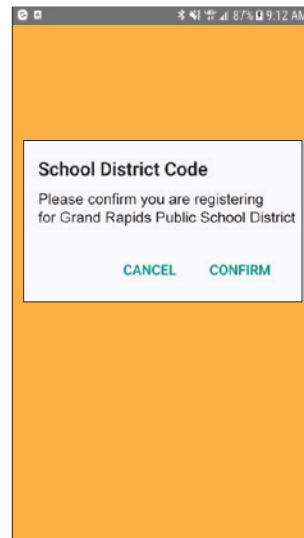 87% 9:12 AM
School District Code
Please confirm you are registering
for Grand Rapids Public School District
CANCEL CONFIRM